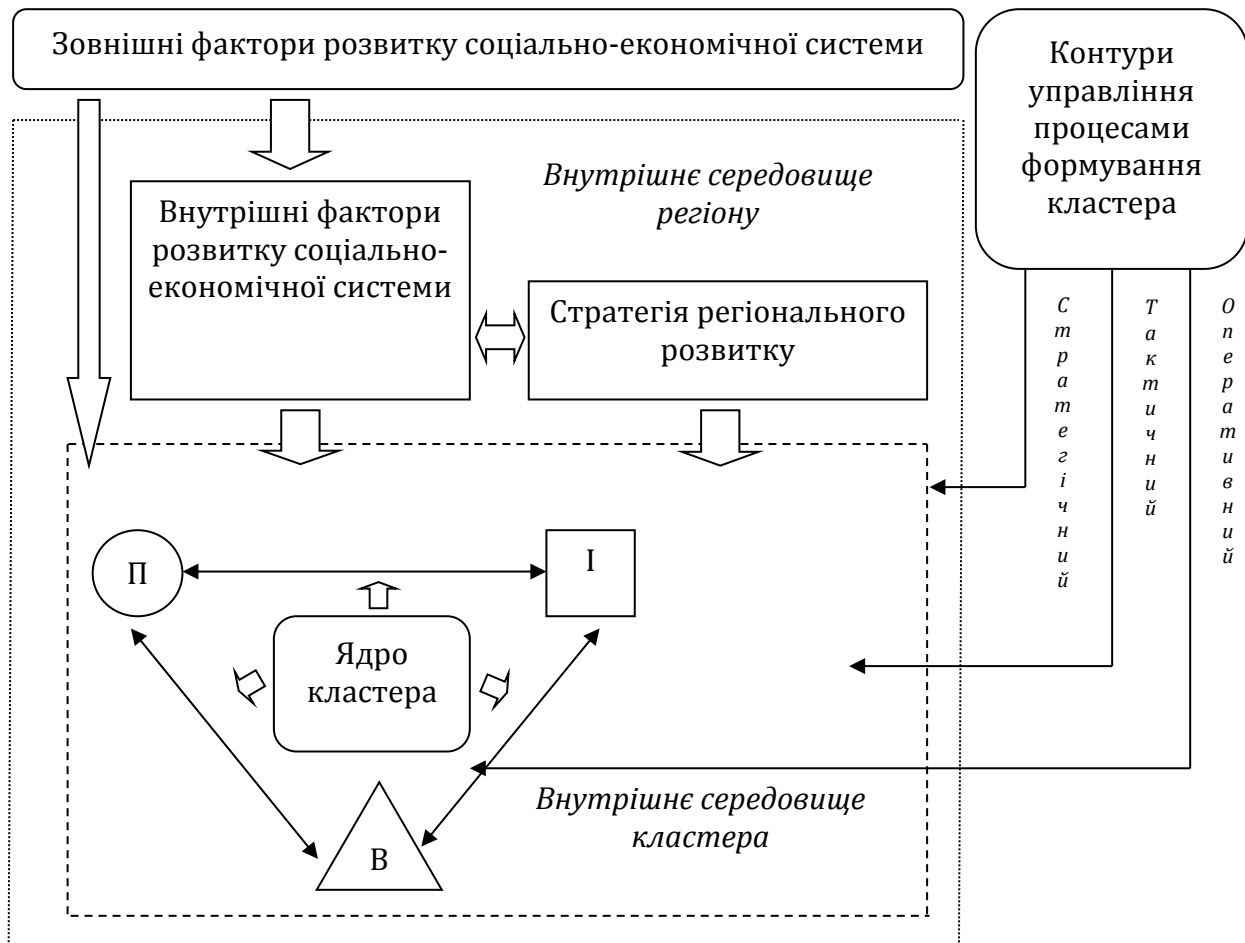 Зовнішні фактори розвитку соціально-економічної системи
Контури
управління
процесами
формування
кластера
Внутрішнє середовище
регіону
Внутрішні фактори
розвитку соціально-
економічної системи
Стратегія регіонального
розвитку
Стратегічний
Тактичний
Оперативний
П
І
Ядро
кластера
В
Внутрішнє середовище
кластера